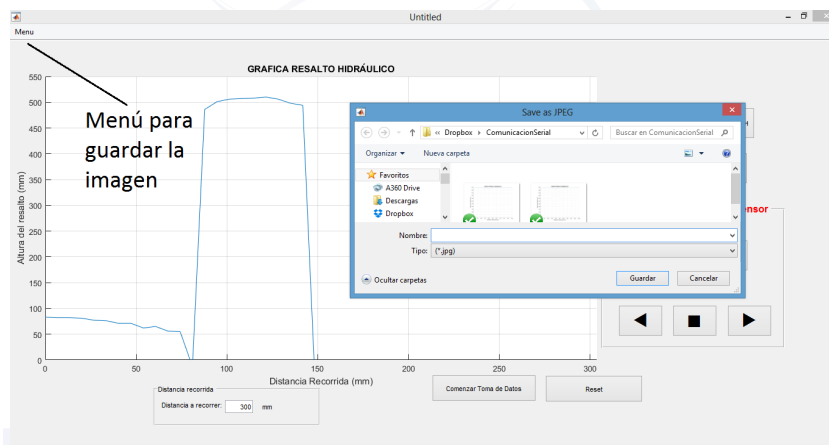 Untitled
Menu
GRAFICA RESALTO HIDRÁULICO
550
500
450
400
350
300
250
200
150
100
50
0
Altura del resalto (mm)
0 50 100 150 200 250 300
Distancia Recorrida (mm)
Menú para
guardar la
imagen
Save as JPEG
« Dropbox ▸ ComunicacionSerial
Buscar en ComunicacionSerial
Organizar
Nueva carpeta
Favoritos
A360 Drive
Descargas
Dropbox
Nombre:
Tipo: (*.jpg)
Ocultar carpetas
Guardar
Cancelar
Distancia recorrida
Distancia a recorrer: 300 mm
Comenzar Toma de Datos
Reset